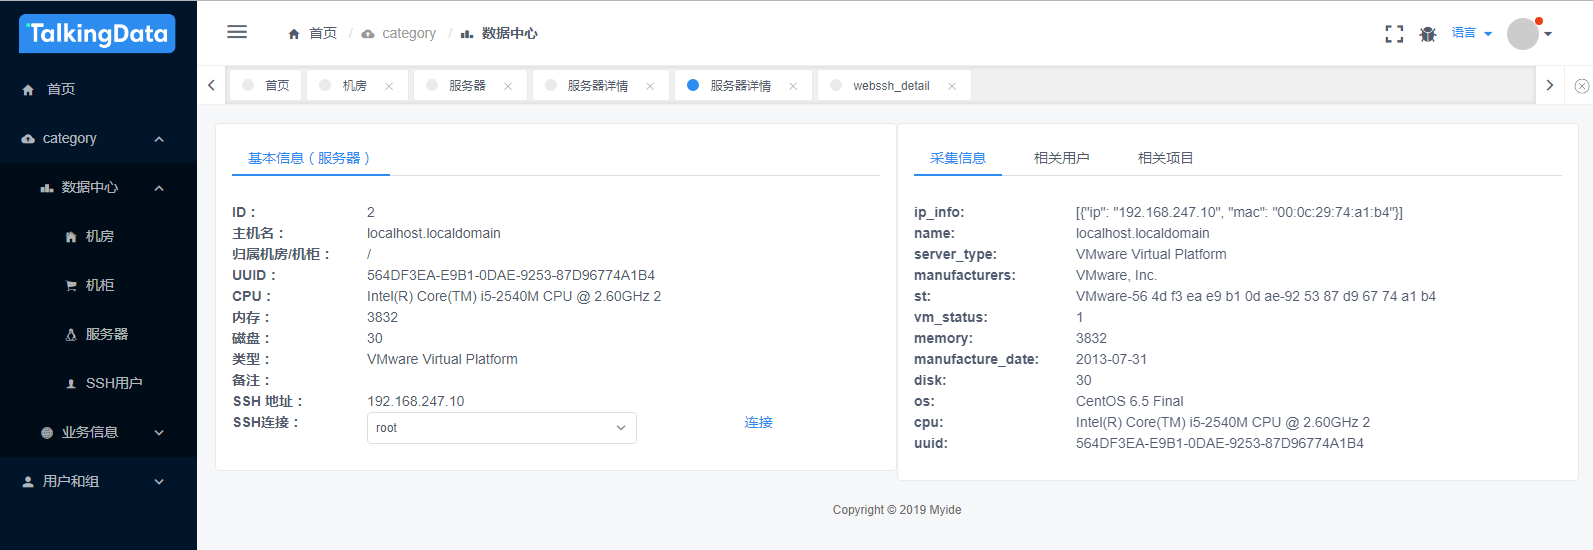 TalkingData
首页
category
数据中心
机房
机柜
服务器
SSH用户
业务信息
用户和组
首页 / category / 数据中心
语言
首页 机房 服务器 服务器详情 服务器详情 webssh_detail
基本信息（服务器）
ID： 2
主机名： localhost.localdomain
归属机房/机柜： /
UUID： 564DF3EA-E9B1-0DAE-9253-87D96774A1B4
CPU： Intel(R) Core(TM) i5-2540M CPU @ 2.60GHz 2
内存： 3832
磁盘： 30
类型： VMware Virtual Platform
备注：
SSH 地址： 192.168.247.10
SSH连接： root 连接
采集信息 相关用户 相关项目
ip_info: [{"ip": "192.168.247.10", "mac": "00:0c:29:74:a1:b4"}]
name: localhost.localdomain
server_type: VMware Virtual Platform
manufacturers: VMware, Inc.
st: VMware-56 4d f3 ea e9 b1 0d ae-92 53 87 d9 67 74 a1 b4
vm_status: 1
memory: 3832
manufacture_date: 2013-07-31
disk: 30
os: CentOS 6.5 Final
cpu: Intel(R) Core(TM) i5-2540M CPU @ 2.60GHz 2
uuid: 564DF3EA-E9B1-0DAE-9253-87D96774A1B4
Copyright © 2019 Myide